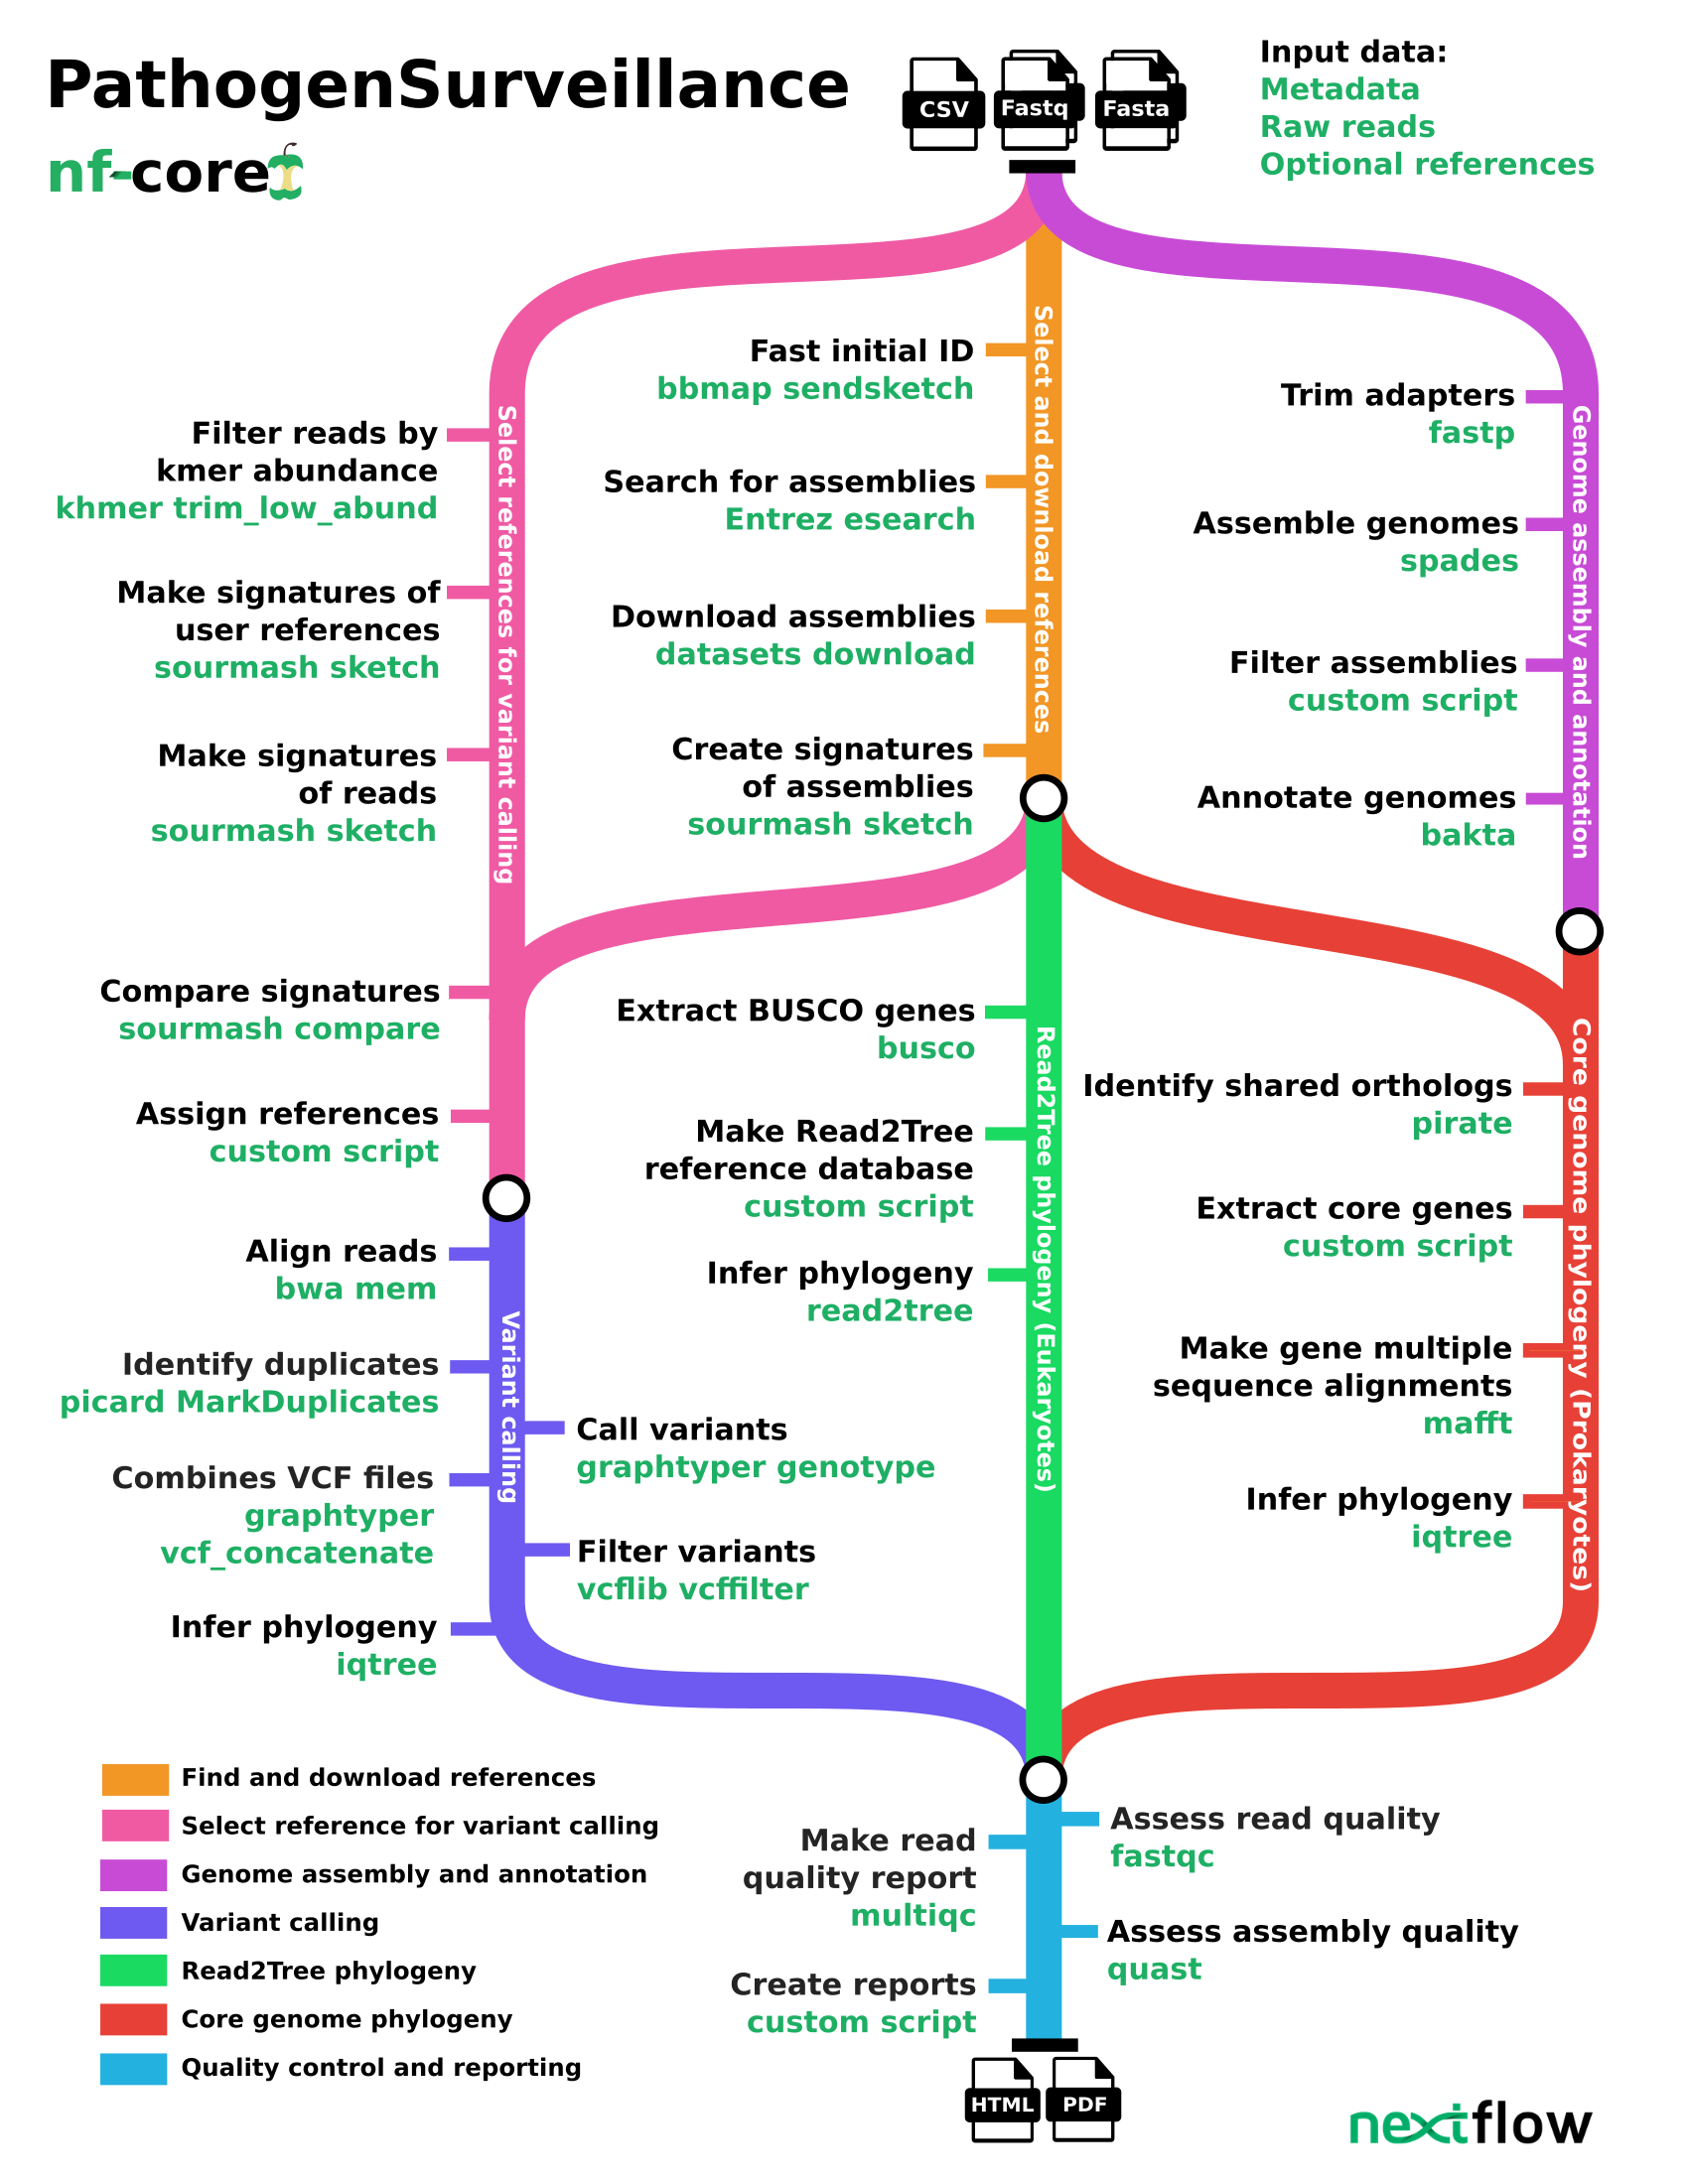 PathogenSurveillance
nf-core
CSV
Fastq
Fasta
Input data:
Metadata
Raw reads
Optional references
Select references for variant calling
Filter reads by
kmer abundance
khmer trim_low_abund
Make signatures of
user references
sourmash sketch
Make signatures
of reads
sourmash sketch
Compare signatures
sourmash compare
Assign references
custom script
Select and download references
Fast initial ID
bbmap sendsketch
Search for assemblies
Entrez esearch
Download assemblies
datasets download
Create signatures
of assemblies
sourmash sketch
Genome assembly and annotation
Trim adapters
fastp
Assemble genomes
spades
Filter assemblies
custom script
Annotate genomes
bakta
Variant calling
Align reads
bwa mem
Identify duplicates
picard MarkDuplicates
Call variants
graphtyper genotype
Combines VCF files
graphtyper
vcf_concatenate
Filter variants
vcflib vcffilter
Infer phylogeny
iqtree
Read2Tree phylogeny (Eukaryotes)
Extract BUSCO genes
busco
Make Read2Tree
reference database
custom script
Infer phylogeny
read2tree
Core genome phylogeny (Prokaryotes)
Identify shared orthologs
pirate
Extract core genes
custom script
Make gene multiple
sequence alignments
mafft
Infer phylogeny
iqtree
Find and download references
Select reference for variant calling
Genome assembly and annotation
Variant calling
Read2Tree phylogeny
Core genome phylogeny
Quality control and reporting
Assess read quality
fastqc
Make read
quality report
multiqc
Assess assembly quality
quast
Create reports
custom script
HTML
PDF
nextflow